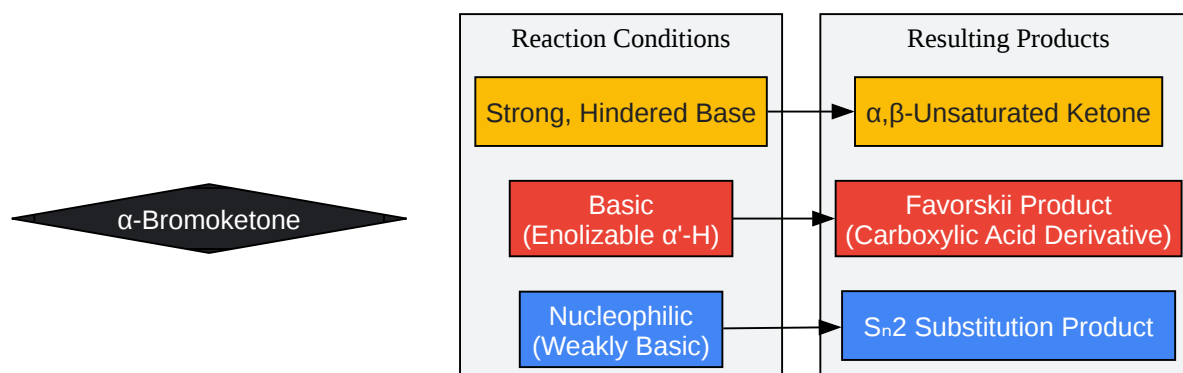 Reaction Conditions
Resulting Products
Strong, Hindered Base
α,β-Unsaturated Ketone
α-Bromoketone
Basic
(Enolizable α'-H)
Favorskii Product
(Carboxylic Acid Derivative)
Nucleophilic
(Weakly Basic)
Sₙ2 Substitution Product